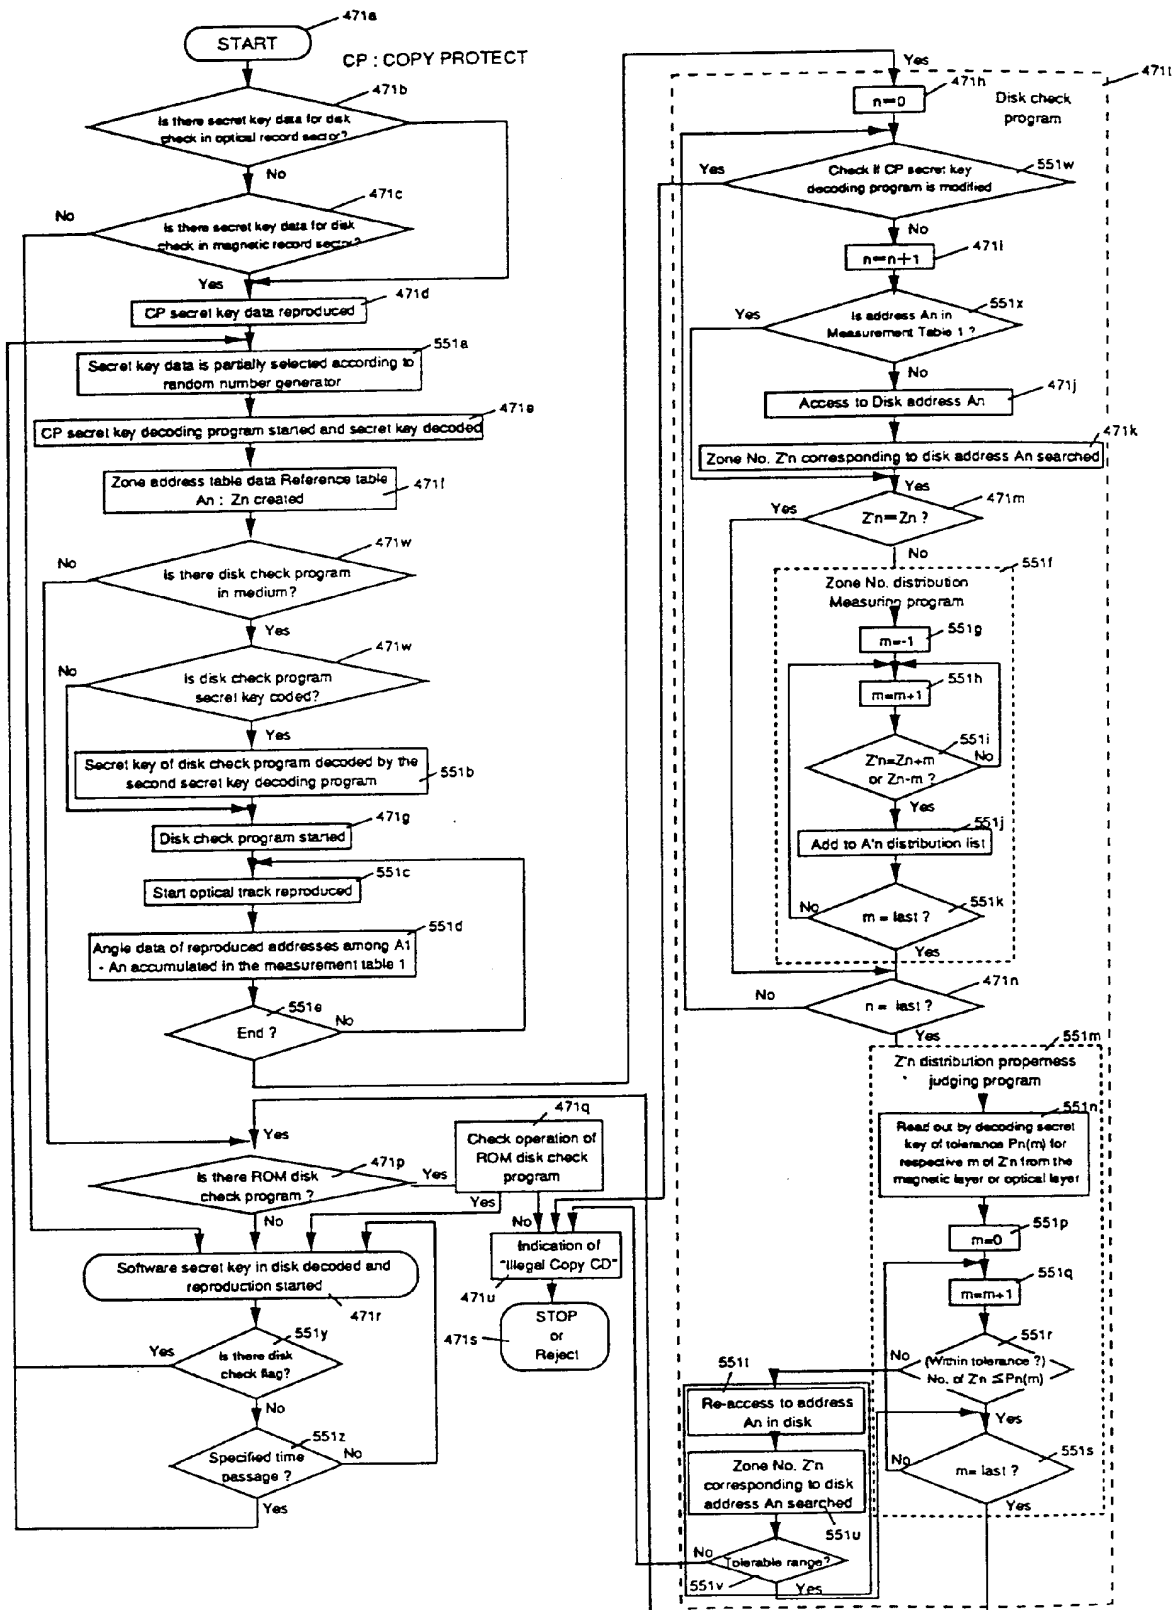 471a
START
CP : COPY PROTECT
471b
Is there secret key data for disk
check in optical record sector?
No
471c
No
Is there secret key data for disk
check in magnetic record sector?
Yes
471d
CP secret key data reproduced
551a
Secret key data is partially selected according to
random number generator
471e
CP secret key decoding program started and secret key decoded
Zone address table data Reference table
An : Zn created
471f
471w
No
Is there disk check program
in medium?
Yes
471w
No
Is disk check program
secret key coded?
Yes
Secret key of disk check program decoded by the
second secret key decoding program
551b
471g
Disk check program started
551c
Start optical track reproduced
551d
Angle data of reproduced addresses among A1
- An accumulated in the measurement table 1
551e
End ?
No
Yes
471p
Is there ROM disk
check program ?
Yes
No
471q
Check operation of
ROM disk check
program
Yes
No
Software secret key in disk decoded and
reproduction started
471r
Indication of
"Illegal Copy CD"
471u
STOP
or
Reject
471s
551y
Yes
Is there disk
check flag?
No
551z
Specified time
passage ?
No
Yes
Yes
471t
471h
n=0
Disk check
program
551w
Yes
Check if CP secret key
decoding program is modified
No
471i
n=n+1
551x
Yes
Is address An in
Measurement Table 1 ?
No
471j
Access to Disk address An
471k
Zone No. Z'n corresponding to disk address An searched
Yes
471m
Yes
Z'n=Zn ?
No
551f
Zone No. distribution
Measuring program
551g
m=-1
551h
m=m+1
551i
Z'n=Zn+m
or Zn-m ?
No
Yes
551j
Add to A'n distribution list
551k
No
m = last ?
Yes
471n
No
n = last ?
Yes
551m
Z'n distribution properness
judging program
551n
Read out by decoding secret
key of tolerance Pn(m) for
respective m of Z'n from the
magnetic layer or optical layer
551p
m=0
551q
m=m+1
551r
No
(Within tolerance ?)
No. of Z'n ≦Pn(m)
Yes
551s
No
m= last ?
Yes
551t
Re-access to address
An in disk
Zone No. Z'n
corresponding to disk
address An searched
551u
No
Tolerable range?
551v
Yes